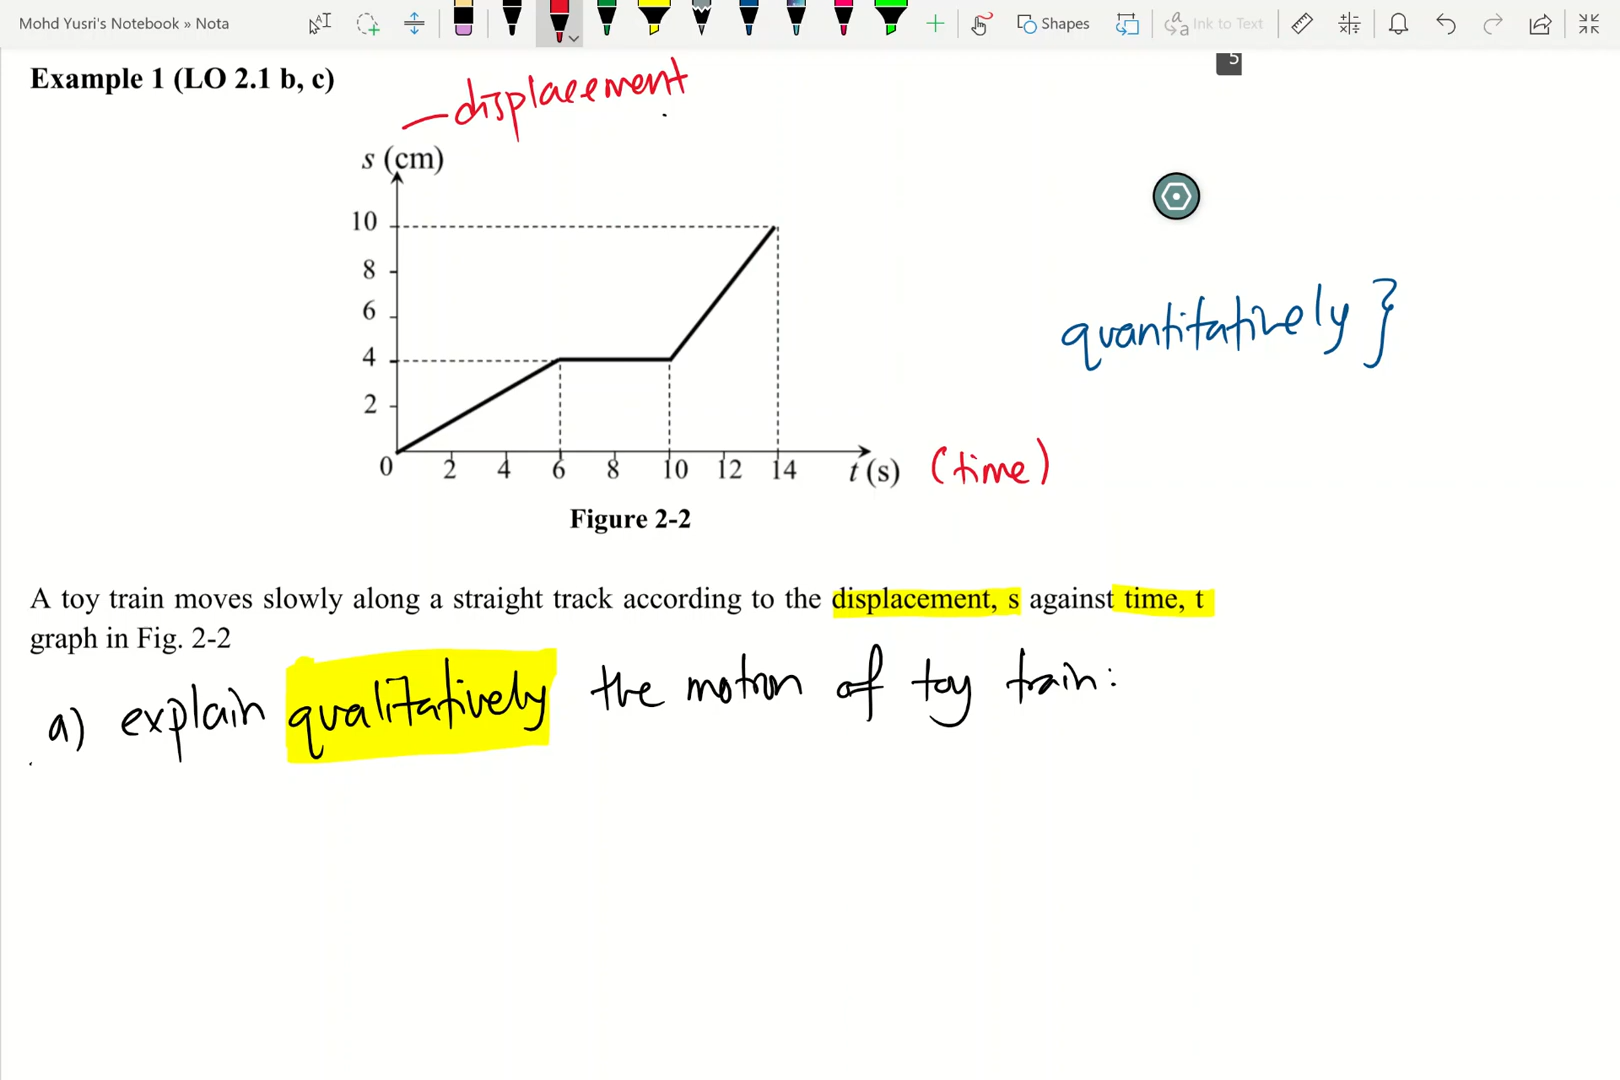 Mohd Yusri's Notebook » Nota
Shapes
Ink to Text
Example 1 (LO 2.1 b, c)
displacement
5
s (cm)
10
8
6
4
2
0 2 4 6 8 10 12 14 t (s) (time)
quantitatively }
Figure 2-2
A toy train moves slowly along a straight track according to the displacement, s against time, t
graph in Fig. 2-2
a) explain qualitatively the motion of toy train: